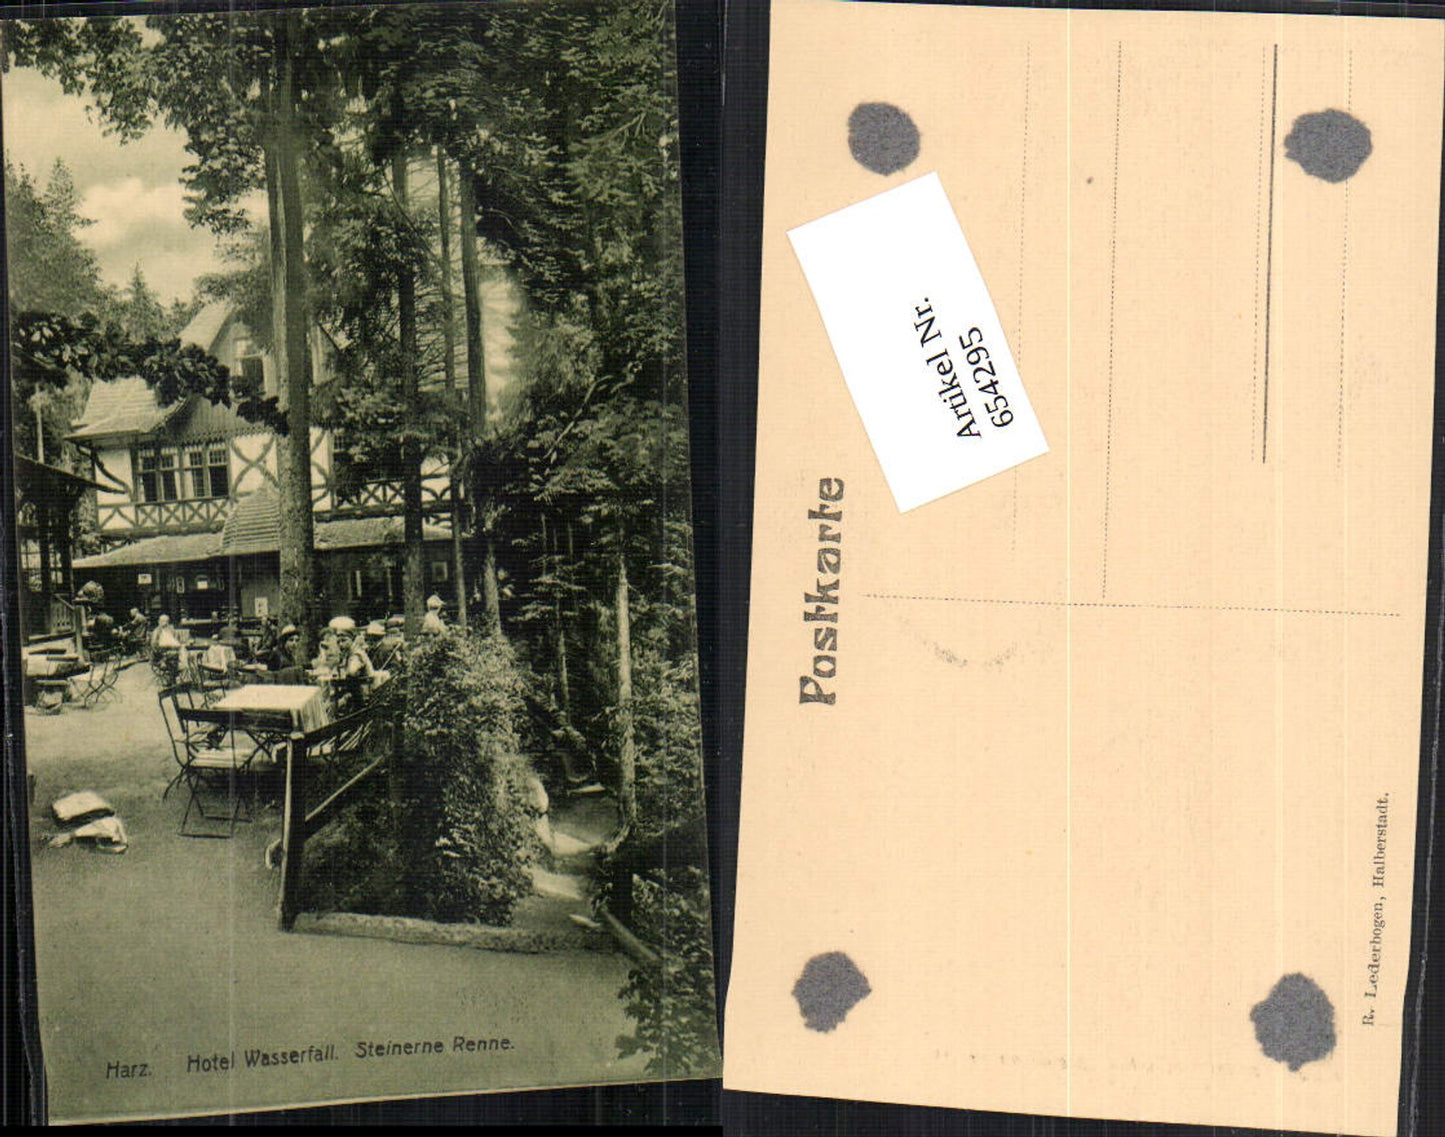 Harz. Hotel Wasserfall. Steinerne Renne.
Artikel Nr.
654295
Postkarte
R. Lederbogen, Halberstadt.